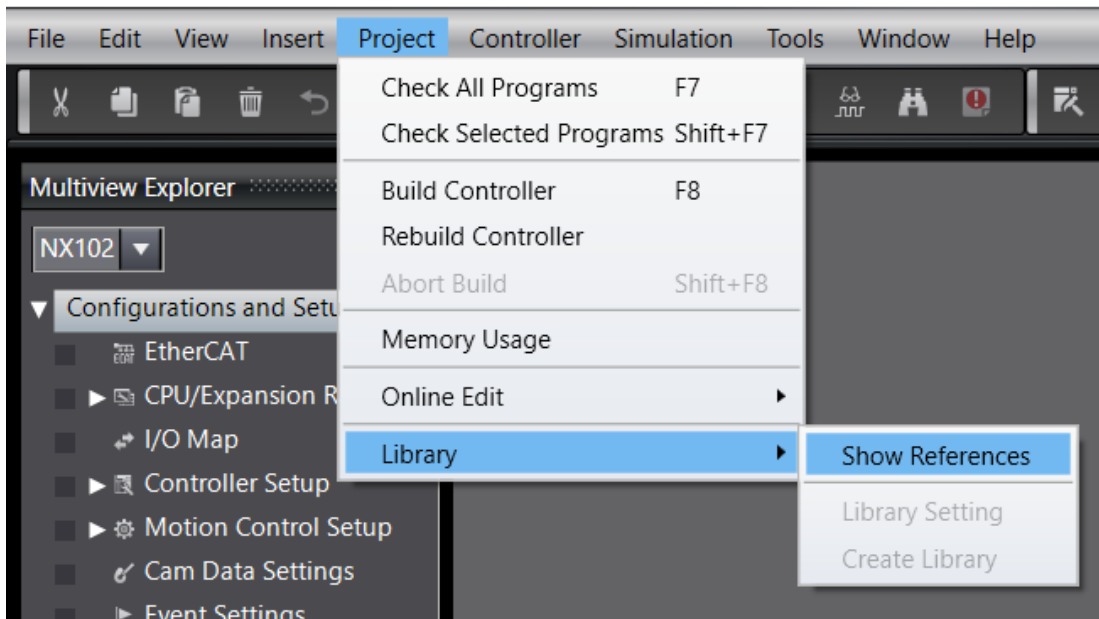 File Edit View Insert Project Controller Simulation Tools Window Help
Check All Programs F7
Check Selected Programs Shift+F7
Multiview Explorer
Build Controller F8
NX102
Rebuild Controller
Abort Build Shift+F8
Configurations and Setu
Memory Usage
EtherCAT
CPU/Expansion R
Online Edit
I/O Map
Library
Show References
Controller Setup
Library Setting
Motion Control Setup
Create Library
Cam Data Settings
Event Settings